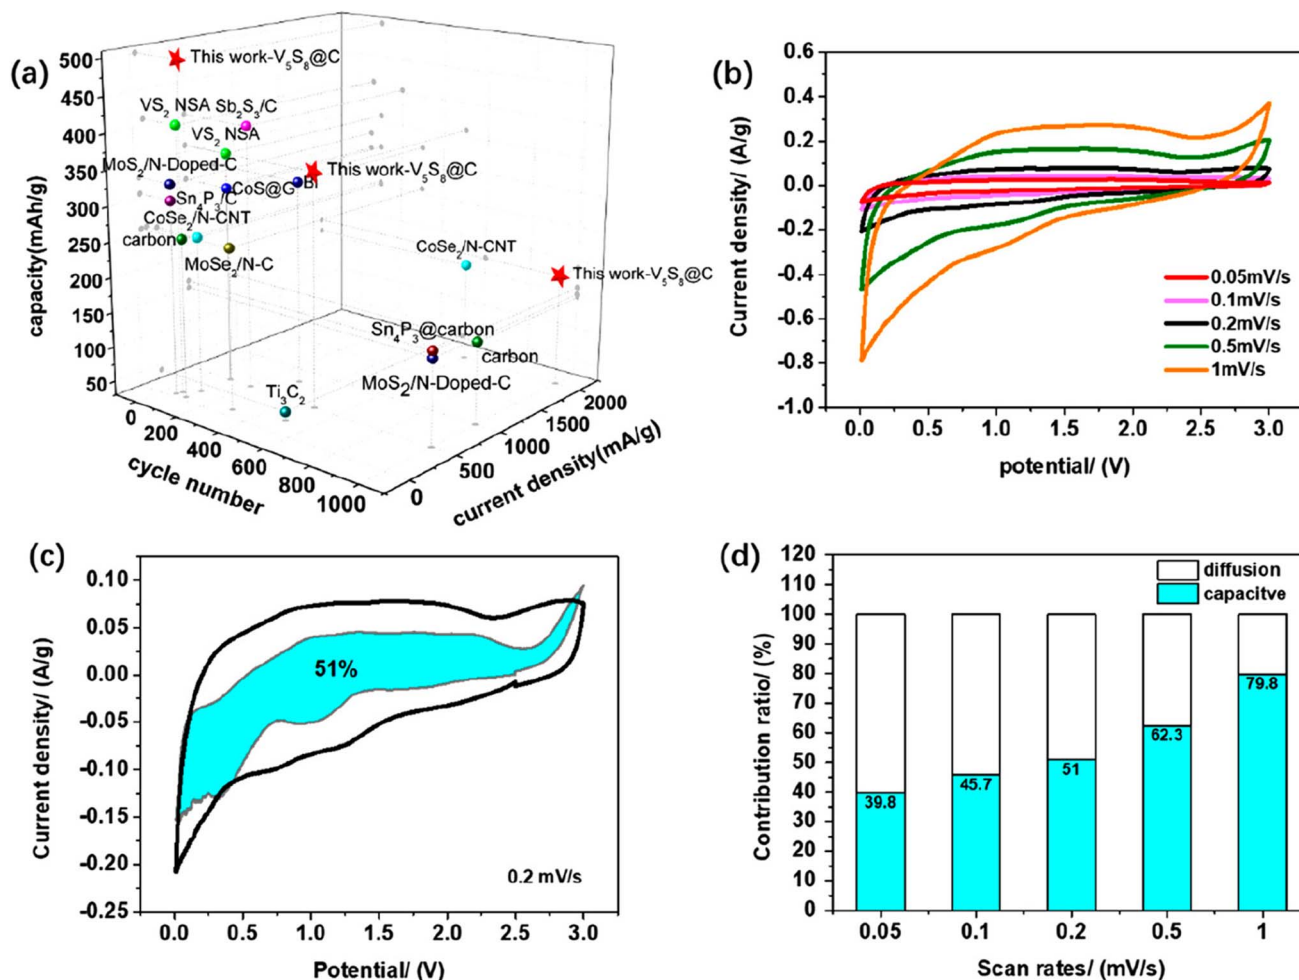 (a)
500
450
400
350
300
250
200
150
100
50
capacity(mAh/g)
This work-V₅S₈@C
VS₂ NSA
Sb₂S₃/C
VS₂ NSA
MoS₂/N-Doped-C
CoS@G
Bi
This work-V₅S₈@C
Sn₄P₃/C
CoSe₂/N-CNT
carbon
MoSe₂/N-C
CoSe₂/N-CNT
This work-V₅S₈@C
Sn₄P₃@carbon
carbon
MoS₂/N-Doped-C
Ti₃C₂
0
200
400
600
800
1000
cycle number
0
500
1000
1500
2000
current density(mA/g)
(b)
0.6
0.4
0.2
0.0
-0.2
-0.4
-0.6
-0.8
-1.0
Current density/ (A/g)
0.05mV/s
0.1mV/s
0.2mV/s
0.5mV/s
1mV/s
0.0 0.5 1.0 1.5 2.0 2.5 3.0
potential/ (V)
(c)
0.10
0.05
0.00
-0.05
-0.10
-0.15
-0.20
-0.25
Current density/ (A/g)
51%
0.2 mV/s
0.0 0.5 1.0 1.5 2.0 2.5 3.0
Potential/ (V)
(d)
120
110
100
90
80
70
60
50
40
30
20
10
0
Contribution ratio/ (%)
diffusion
capacitve
39.8
45.7
51
62.3
79.8
0.05 0.1 0.2 0.5 1
Scan rates/ (mV/s)